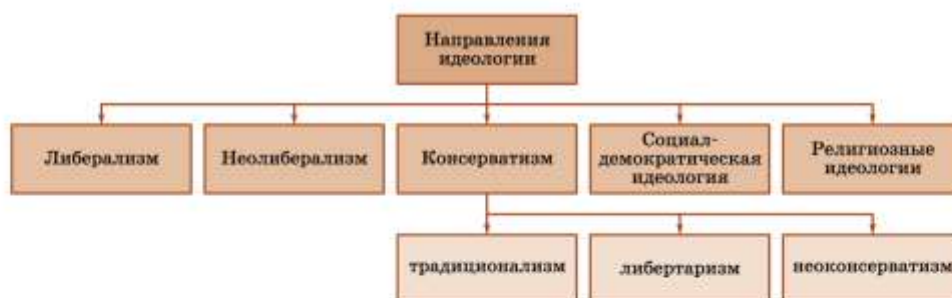 Направления
идеологии
Либерализм
Неолиберализм
Консерватизм
Социал-
демократическая
идеология
Религиозные
идеологии
традиционализм
либертаризм
неоконсерватизм